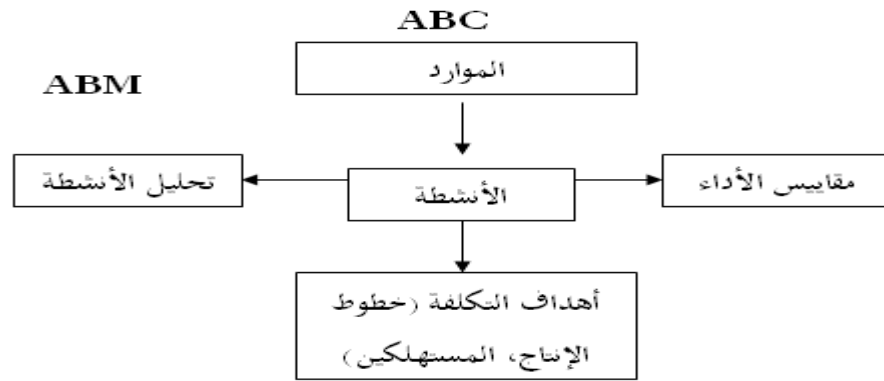 ABC
الموارد
ABM
مقاييس الأداء
الأنشطة
تحليل الأنشطة
أهداف التكلفة (خطوط
الإنتاج، المستهلكين)